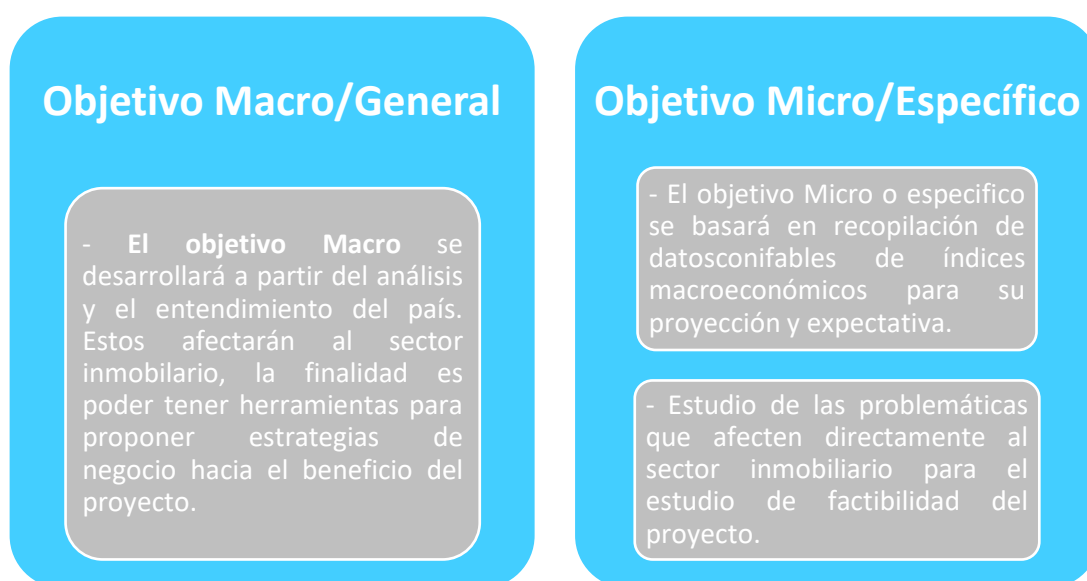 Objetivo Macro/General
- El objetivo Macro se
desarrollará a partir del análisis
y el entendimiento del país.
Estos afectarán al sector
inmobilario, la finalidad es
poder tener herramientas para
proponer estrategias de
negocio hacia el beneficio del
proyecto.
Objetivo Micro/Específico
- El objetivo Micro o especifico
se basará en recopilación de
datosconifables de índices
macroeconómicos para su
proyección y expectativa.
- Estudio de las problemáticas
que afecten directamente al
sector inmobiliario para el
estudio de factibilidad del
proyecto.